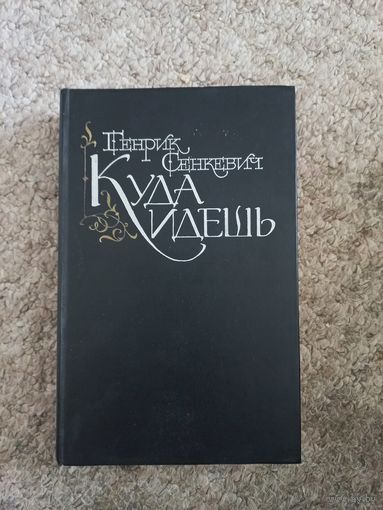 Генрик
Сенкевич
Куда
идешь